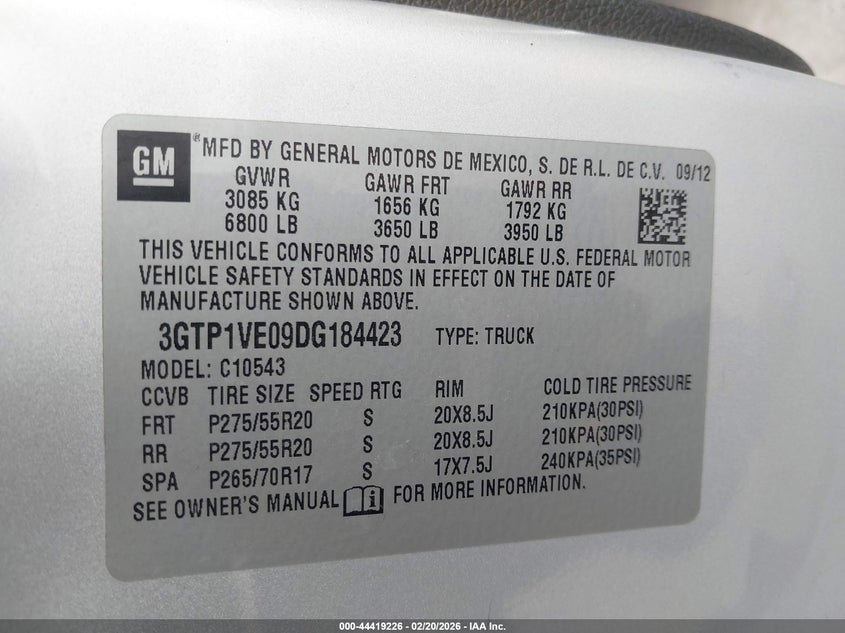 GM
® MFD BY GENERAL MOTORS DE MEXICO, S. DE R.L. DE C.V. 09/12
GVWR GAWR FRT GAWR RR
3085 KG 1656 KG 1792 KG
6800 LB 3650 LB 3950 LB
THIS VEHICLE CONFORMS TO ALL APPLICABLE U.S. FEDERAL MOTOR
VEHICLE SAFETY STANDARDS IN EFFECT ON THE DATE OF
MANUFACTURE SHOWN ABOVE.
3GTP1VE09DG184423 TYPE: TRUCK
MODEL: C10543
CCVB TIRE SIZE SPEED RTG RIM COLD TIRE PRESSURE
FRT P275/55R20 S 20X8.5J 210KPA(30PSI)
RR P275/55R20 S 20X8.5J 210KPA(30PSI)
SPA P265/70R17 S 17X7.5J 240KPA(35PSI)
SEE OWNER'S MANUAL i FOR MORE INFORMATION.
000-44419226 - 02/20/2026 - IAA Inc.